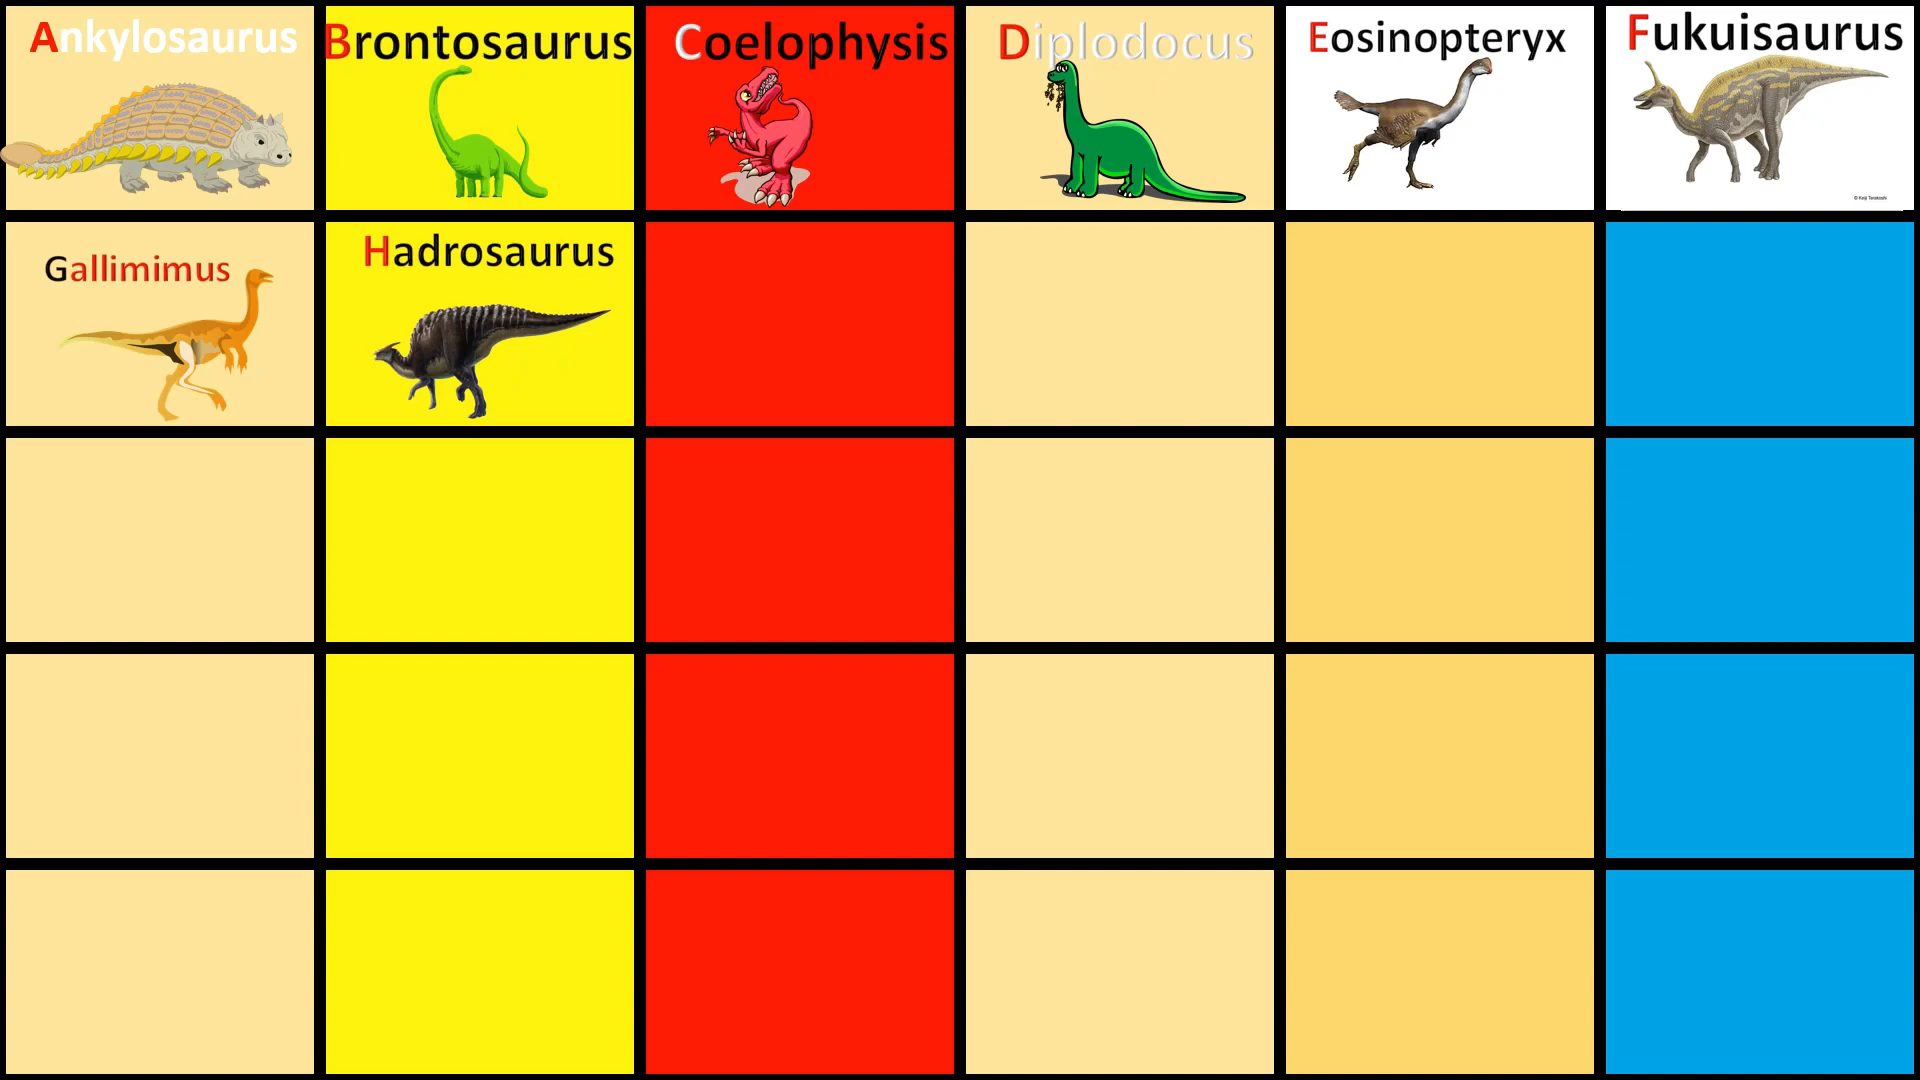 Ankylosaurus
Brontosaurus
Coelophysis
Diplodocus
Eosinopteryx
Fukuisaurus
Gallimimus
Hadrosaurus